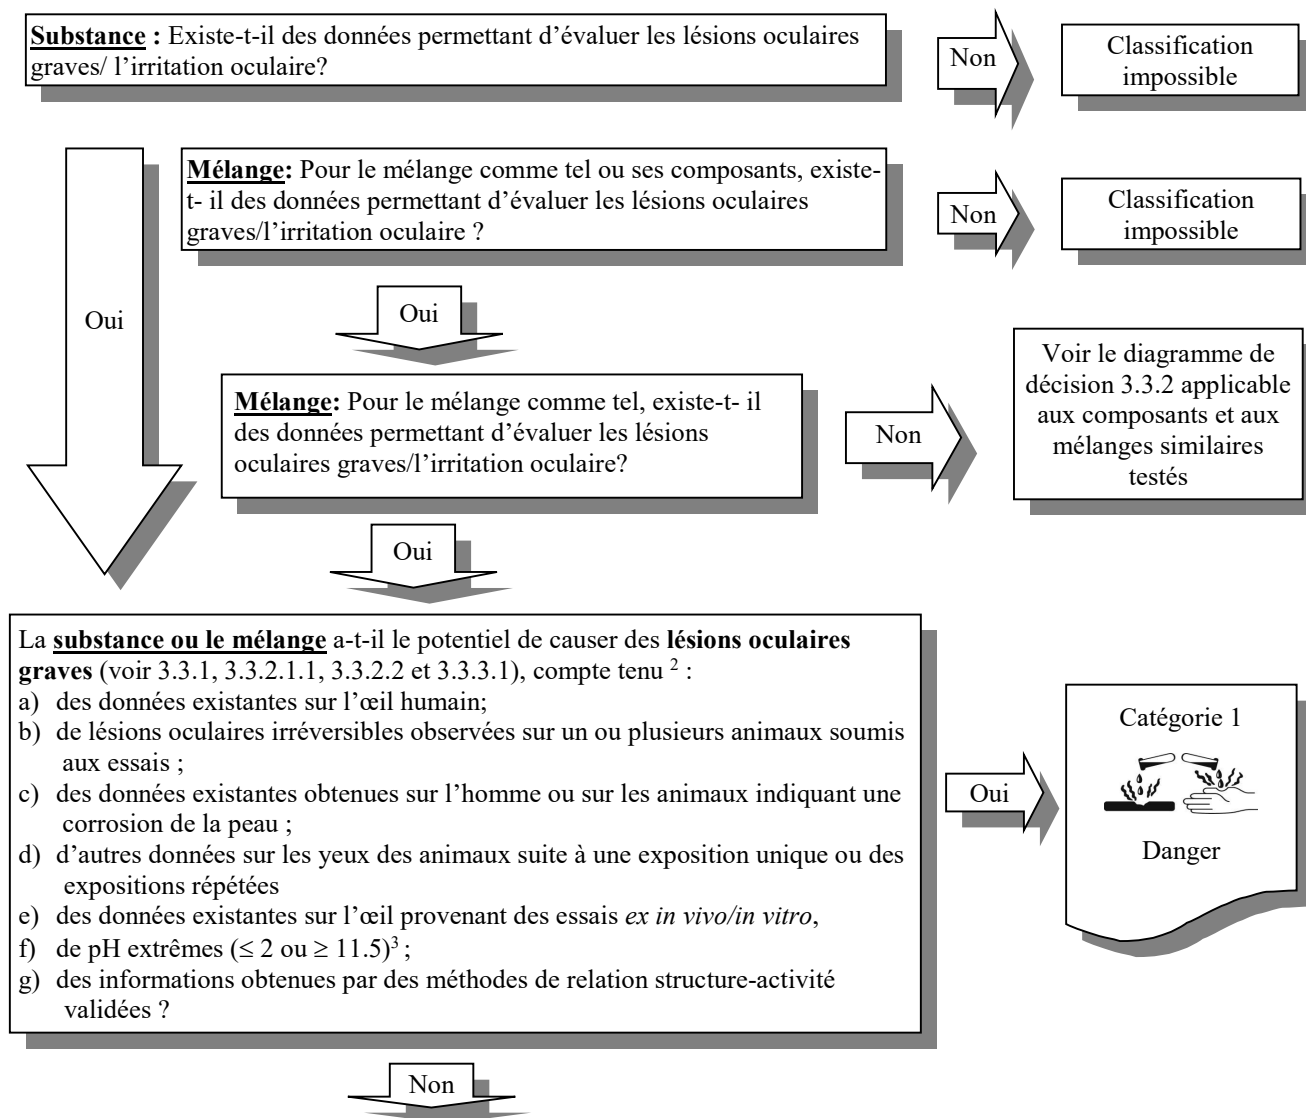 Substance : Existe-t-il des données permettant d’évaluer les lésions oculaires
graves/ l’irritation oculaire?
Non
Classification
impossible
Mélange: Pour le mélange comme tel ou ses composants, existe-
t- il des données permettant d’évaluer les lésions oculaires
graves/l’irritation oculaire ?
Non
Classification
impossible
Oui
Oui
Mélange: Pour le mélange comme tel, existe-t- il
des données permettant d’évaluer les lésions
oculaires graves/l’irritation oculaire?
Non
Voir le diagramme de
décision 3.3.2 applicable
aux composants et aux
mélanges similaires
testés
Oui
La substance ou le mélange a-t-il le potentiel de causer des lésions oculaires
graves (voir 3.3.1, 3.3.2.1.1, 3.3.2.2 et 3.3.3.1), compte tenu ² :
a) des données existantes sur l’œil humain;
b) de lésions oculaires irréversibles observées sur un ou plusieurs animaux soumis
aux essais ;
c) des données existantes obtenues sur l’homme ou sur les animaux indiquant une
corrosion de la peau ;
d) d’autres données sur les yeux des animaux suite à une exposition unique ou des
expositions répétées
e) des données existantes sur l’œil provenant des essais ex in vivo/in vitro,
f) de pH extrêmes (≤ 2 ou ≥ 11.5)³ ;
g) des informations obtenues par des méthodes de relation structure-activité
validées ?
Oui
Catégorie 1
Danger
Non